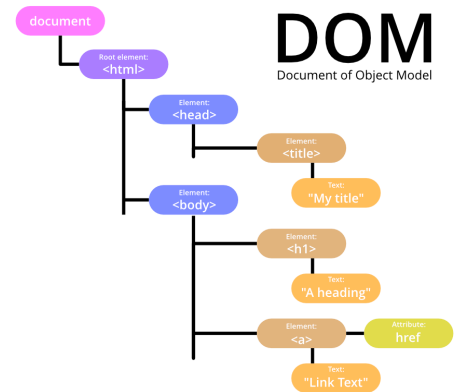 document
DOM
Document of Object Model
Root element:
<html>
Element:
<head>
Element:
<title>
Text:
"My title"
Element:
<body>
Element:
<h1>
Text:
"A heading"
Element:
<a>
Attribute:
href
Text:
"Link Text"